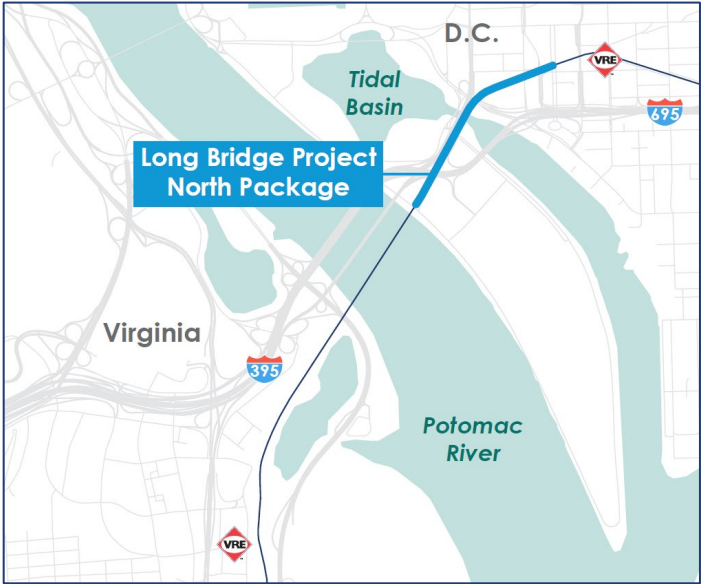 D.C.
VRE
Tidal
Basin
695
Long Bridge Project
North Package
Virginia
395
Potomac
River
VRE